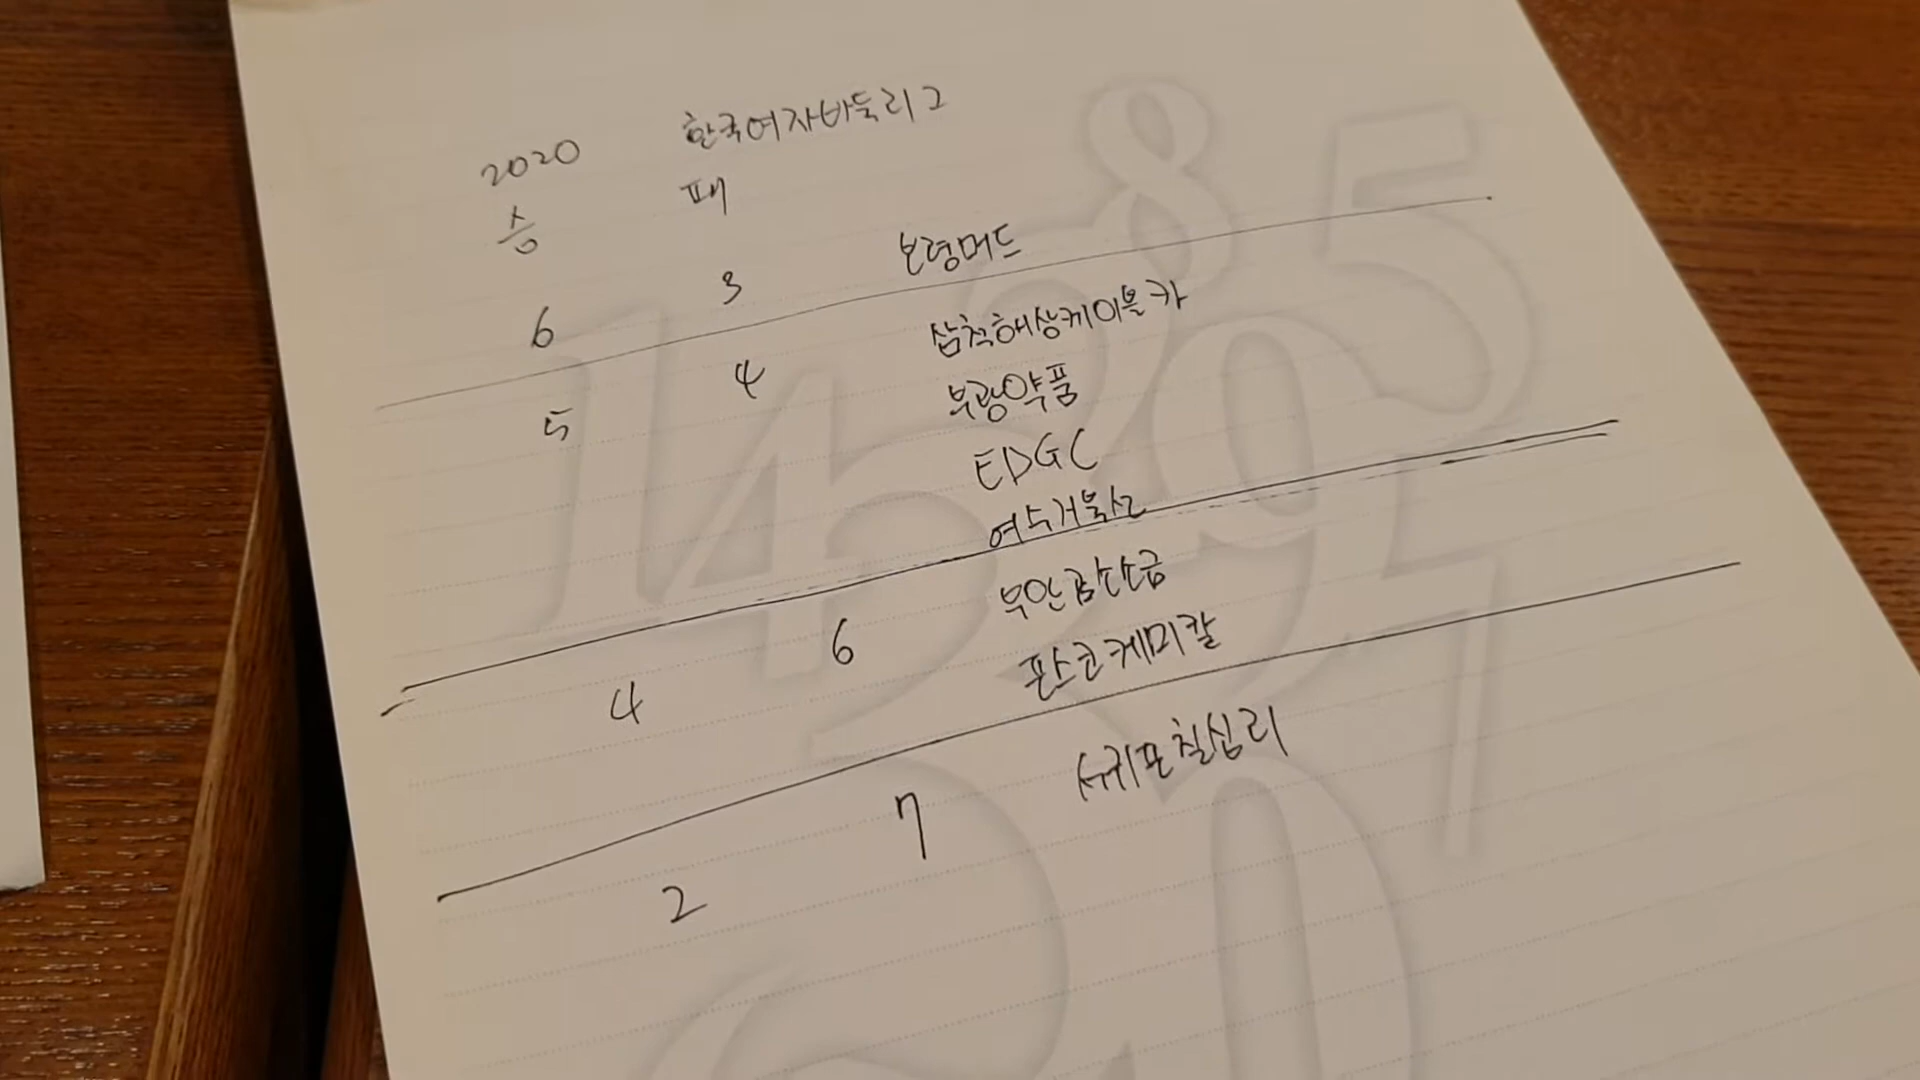 2020 한국여자바둑리그
승 패
6 3 보령머드
5 4 삼척해상케이블카
부광약품
EDGC
여수거북선
4 6 부안곰소소금
포스코케미칼
2 7 서귀포칠십리